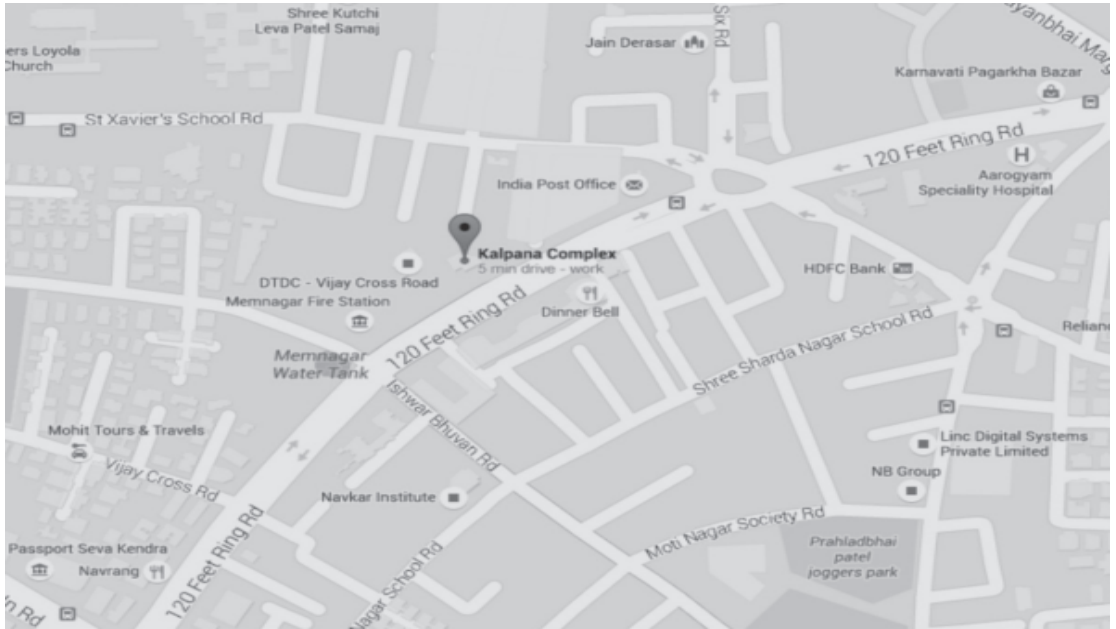 Shree Kutchi
Leva Patel Samaj
Six Rd
Jain Derasar
ers Loyola
Church
Karnavati Pagarkha Bazar
St Xavier's School Rd
120 Feet Ring Rd
H
Aarogyam
Speciality Hospital
India Post Office
Kalpana Complex
5 min drive - work
HDFC Bank
DTDC - Vijay Cross Road
Memnagar Fire Station
Dinner Bell
120 Feet Ring Rd
Shree Sharda Nagar School Rd
Relian
Memnagar
Water Tank
Ishwar Bhuvan Rd
Mohit Tours & Travels
Linc Digital Systems
Private Limited
Vijay Cross Rd
NB Group
Navkar Institute
Moti Nagar Society Rd
120 Feet Ring Rd
Prahladbhai
patel
joggers park
Passport Seva Kendra
Navrang
Nagar School Rd
Rd